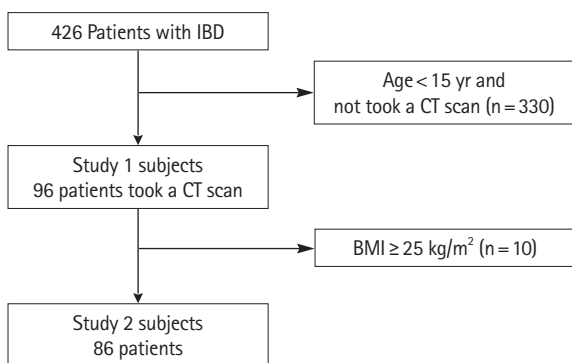 426 Patients with IBD
Age < 15 yr and
not took a CT scan (n = 330)
Study 1 subjects
96 patients took a CT scan
BMI ≥ 25 kg/m² (n = 10)
Study 2 subjects
86 patients